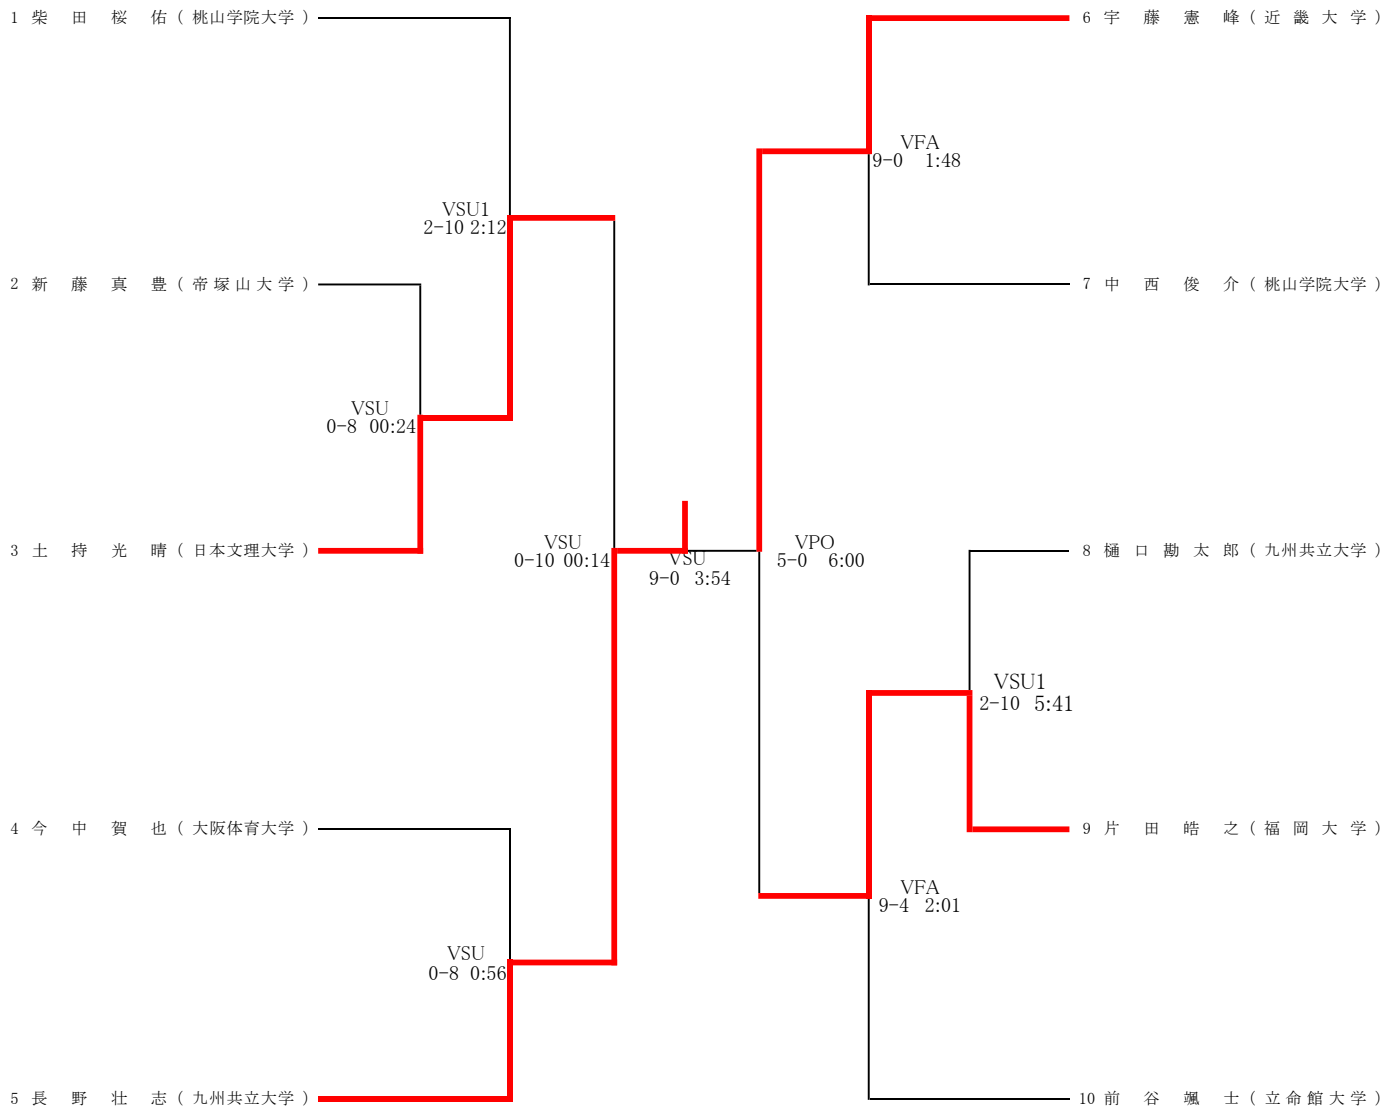 1 柴田桜佑(桃山学院大学)
6 宇藤憲峰(近畿大学)
VFA
9-0 1:48
VSU1
2-10 2:12
2 新藤真豊(帝塚山大学)
7 中西俊介(桃山学院大学)
VSU
0-8 00:24
3 土持光晴(日本文理大学)
VSU
0-10 00:14
VSU
9-0 3:54
VPO
5-0 6:00
8 樋口勘太郎(九州共立大学)
VSU1
2-10 5:41
4 今中賀也(大阪体育大学)
9 片田皓之(福岡大学)
VFA
9-4 2:01
VSU
0-8 0:56
5 長野壮志(九州共立大学)
10 前谷颯士(立命館大学)